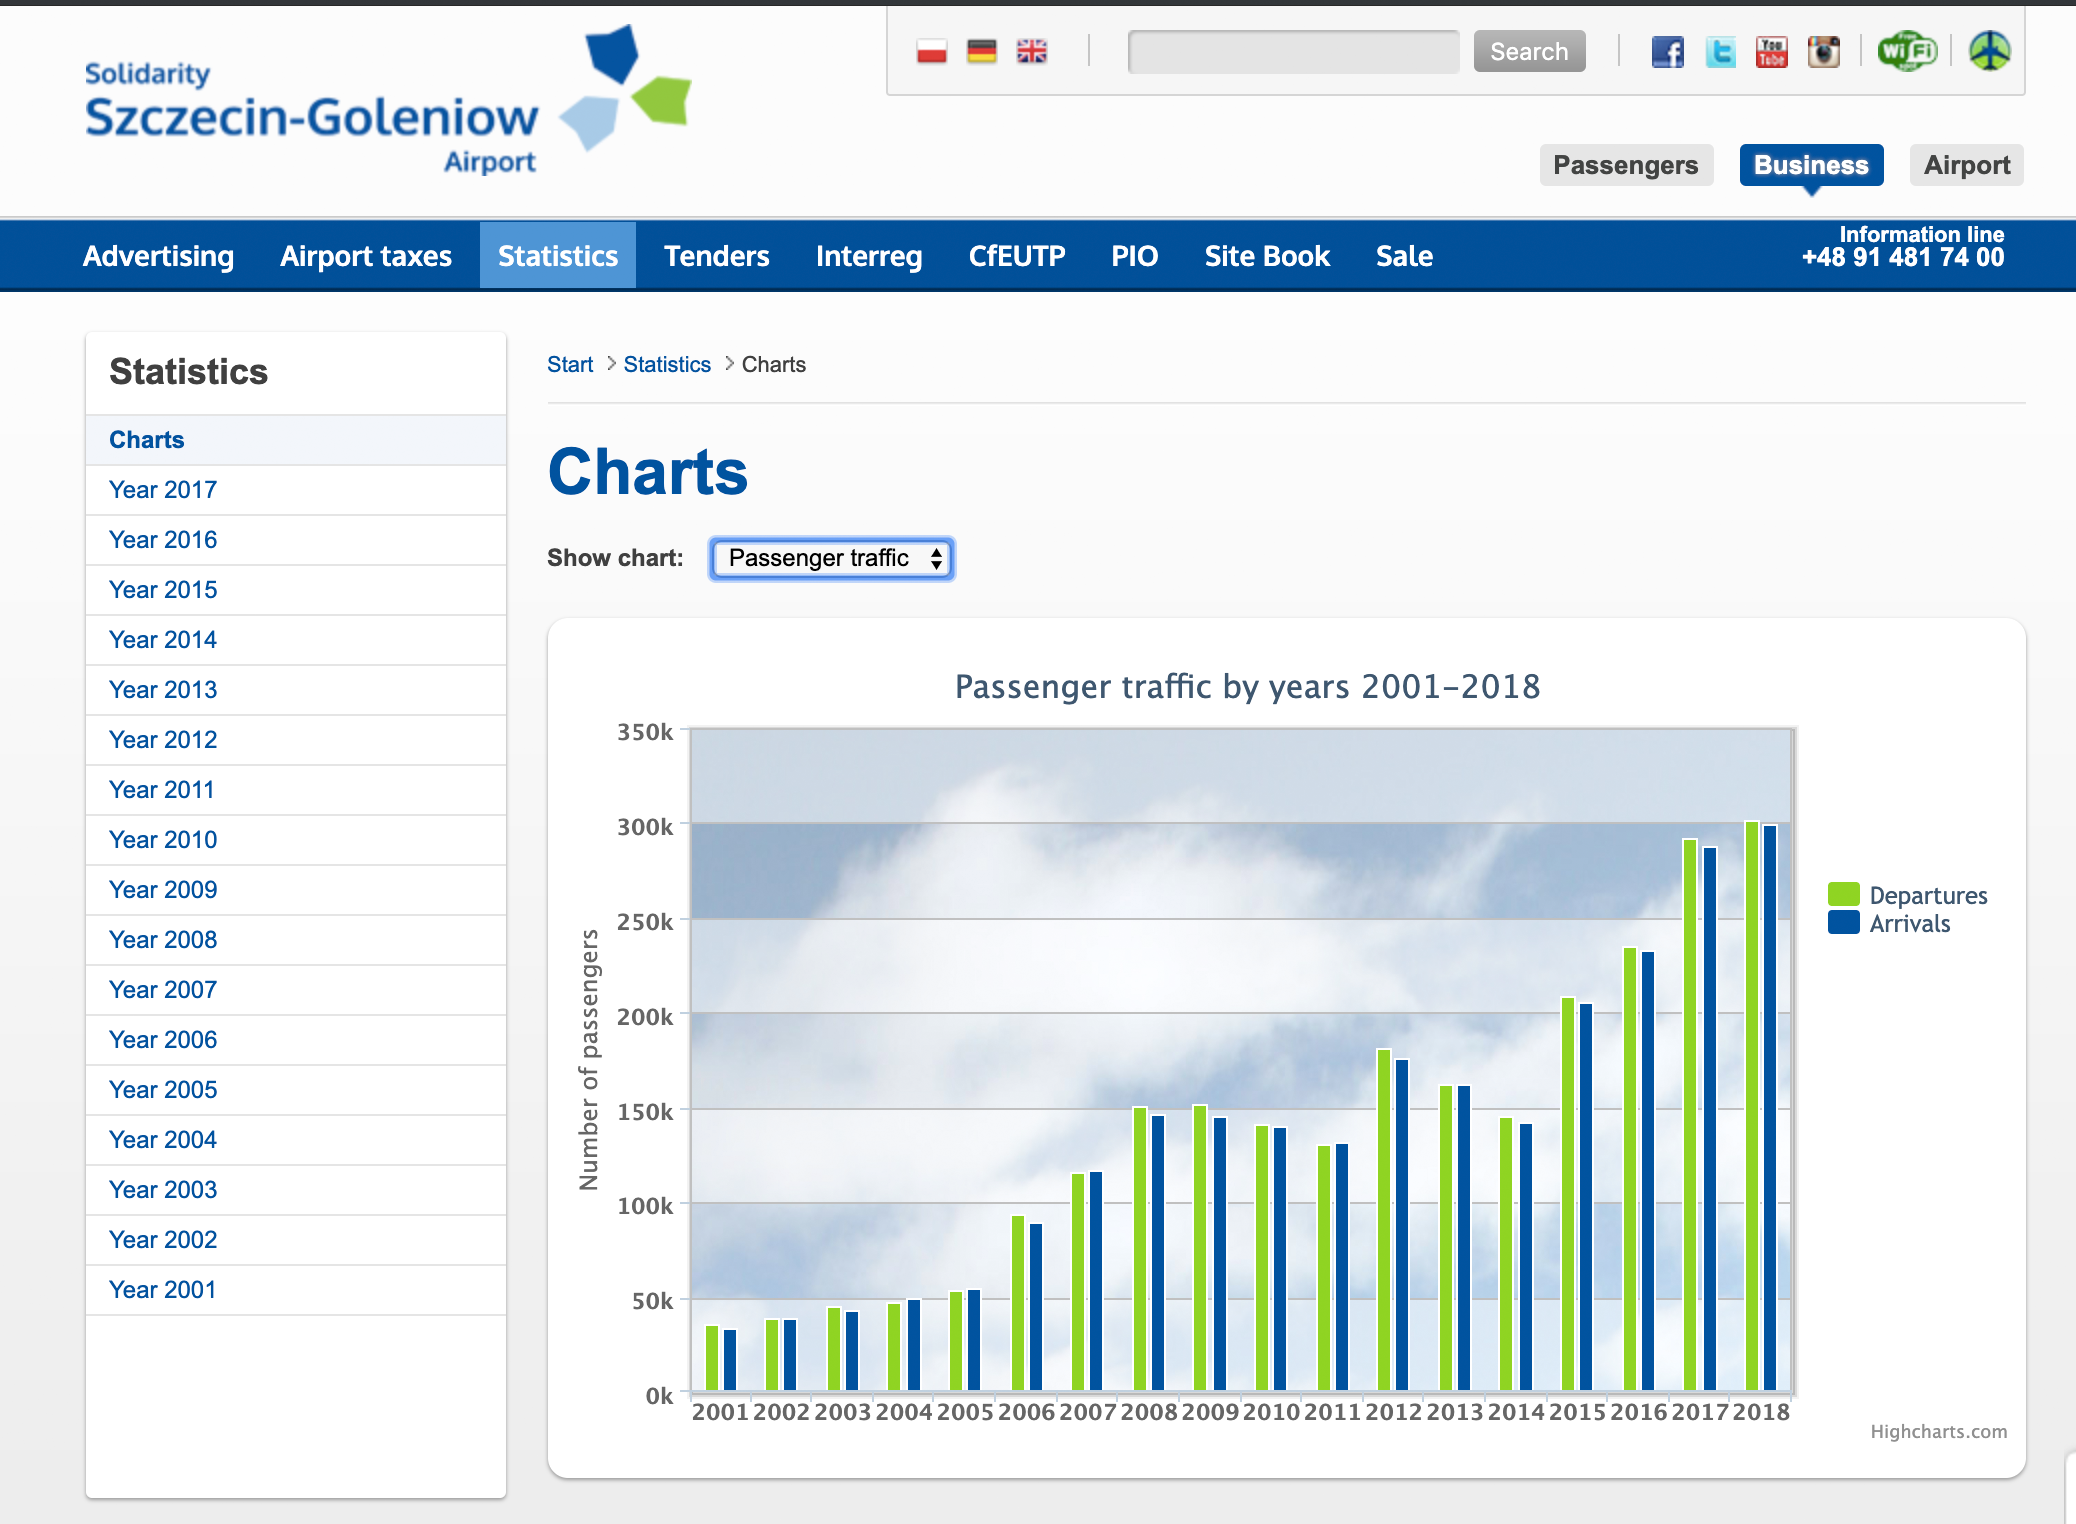 Solidarity
Szczecin-Goleniow
Airport
Search
You
Tube
Free
WiFi
Passengers
Business
Airport
Advertising
Airport taxes
Statistics
Tenders
Interreg
CfEUTP
PIO
Site Book
Sale
Information line
+48 91 481 74 00
Statistics
Charts
Year 2017
Year 2016
Year 2015
Year 2014
Year 2013
Year 2012
Year 2011
Year 2010
Year 2009
Year 2008
Year 2007
Year 2006
Year 2005
Year 2004
Year 2003
Year 2002
Year 2001
Start
Statistics
Charts
Charts
Show chart:
Passenger traffic
Passenger traffic by years 2001-2018
Number of passengers
350k
300k
250k
200k
150k
100k
50k
0k
2001 2002 2003 2004 2005 2006 2007 2008 2009 2010 2011 2012 2013 2014 2015 2016 2017 2018
Departures
Arrivals
Highcharts.com